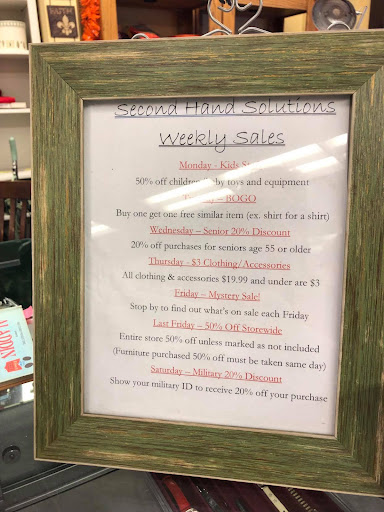 Second Hand Solutions
Weekly Sales
Monday - Kids
50% off children toys and equipment
– BOGO
Buy one get one free similar item (ex. shirt for a shirt)
Wednesday – Senior 20% Discount
20% off purchases for seniors age 55 or older
Thursday - $3 Clothing/Accessories
All clothing & accessories $19.99 and under are $3
Friday – Mystery Sale!
Stop by to find out what's on sale each Friday
Last Friday – 50% Off Storewide
Entire store 50% off unless marked as not included
(Furniture purchased 50% off must be taken same day)
Saturday – Military 20% Discount
Show your military ID to receive 20% off your purchase